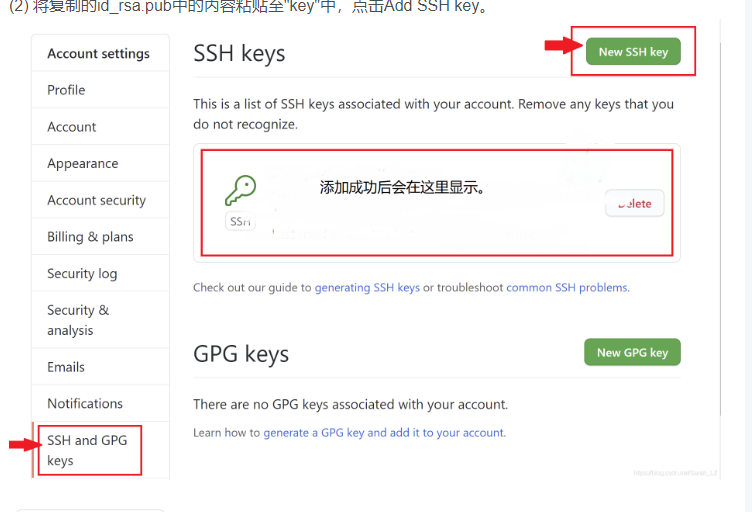 (2) 将复制的id_rsa.pub中的内容粘贴至"key"中，点击Add SSH key。
Account settings
Profile
Account
Appearance
Account security
Billing & plans
Security log
Security &
analysis
Emails
Notifications
SSH and GPG
keys
SSH keys
New SSH key
This is a list of SSH keys associated with your account. Remove any keys that you
do not recognize.
添加成功后会在这里显示。
SSH
Delete
Check out our guide to generating SSH keys or troubleshoot common SSH problems.
GPG keys
New GPG key
There are no GPG keys associated with your account.
Learn how to generate a GPG key and add it to your account.